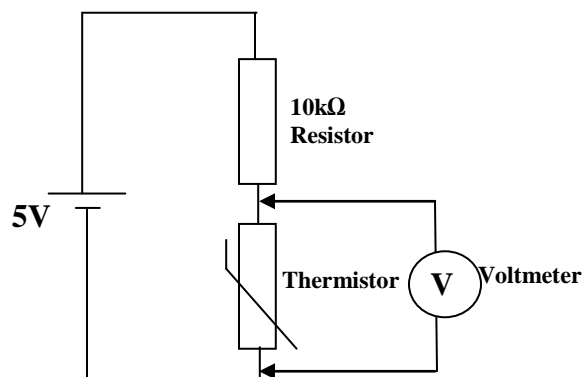 10kΩ
Resistor
5V
Thermistor
V
Voltmeter